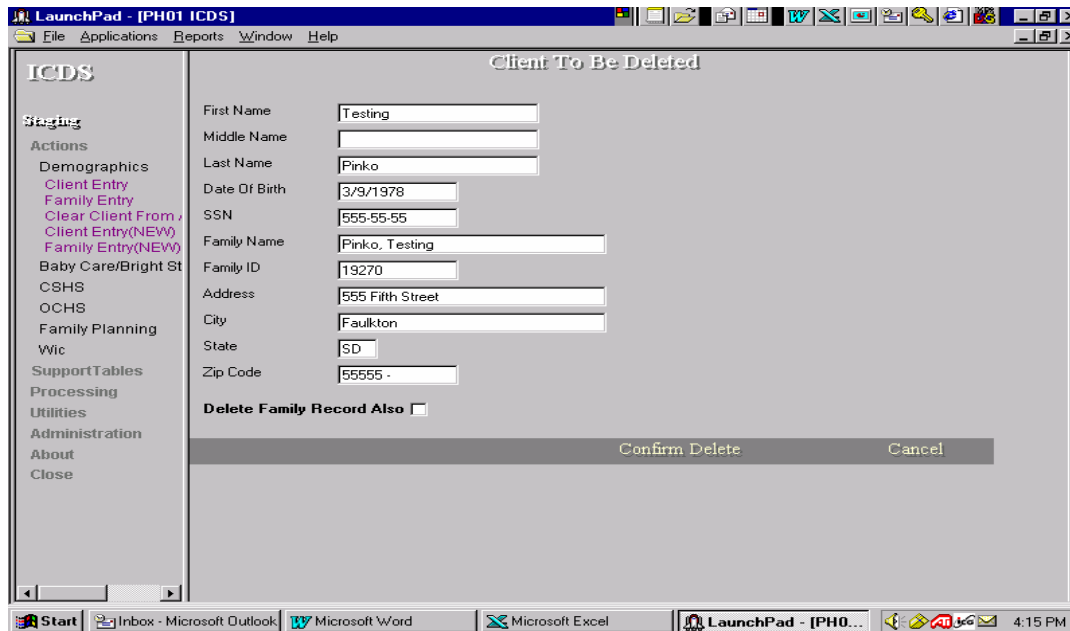 LaunchPad - [PH01 ICDS]
File Applications Reports Window Help
ICDS
Staging
Actions
Demographics
Client Entry
Family Entry
Clear Client From
Client Entry(NEW)
Family Entry(NEW)
Baby Care/Bright St
CSHS
OCHS
Family Planning
Wic
SupportTables
Processing
Utilities
Administration
About
Close
Client To Be Deleted
First Name Testing
Middle Name
Last Name Pinko
Date Of Birth 3/9/1978
SSN 555-55-55
Family Name Pinko, Testing
Family ID 19270
Address 555 Fifth Street
City Faulkton
State SD
Zip Code 55555 -
Delete Family Record Also
Confirm Delete Cancel
Start Inbox - Microsoft Outlook Microsoft Word Microsoft Excel LaunchPad - [PH0... 4:15 PM